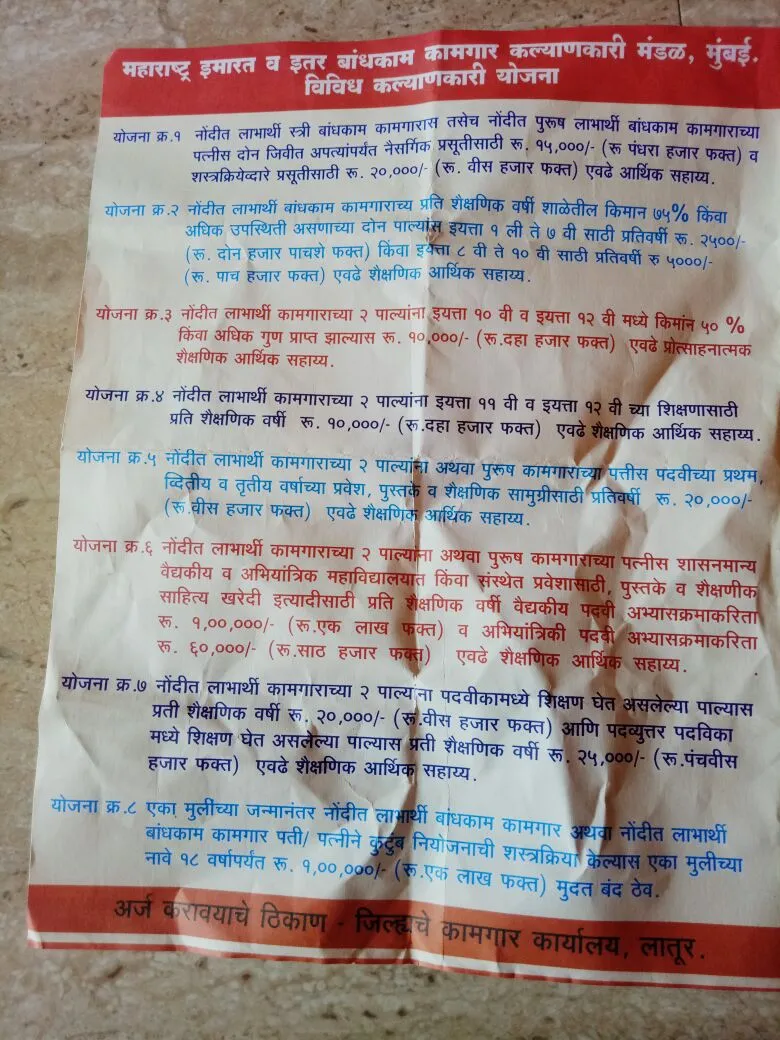 महाराष्ट्र इमारत व इतर बांधकाम कामगार कल्याणकारी मंडळ, मुंबई.
विविध कल्याणकारी योजना
योजना क्र.१ नोंदीत लाभार्थी स्त्री बांधकाम कामगारास तसेच नोंदीत पुरूष लाभार्थी बांधकाम कामगाराच्या
पत्नीस दोन जिवीत अपत्यांपर्यंत नैसर्गिक प्रसूतीसाठी रू. १५,०००/- (रू पंधरा हजार फक्त) व
शस्त्रक्रियेव्दारे प्रसूतीसाठी रू. २०,०००/- (रू. वीस हजार फक्त) एवढे आर्थिक सहाय्य.
योजना क्र.२ नोंदीत लाभार्थी बांधकाम कामगाराच्य प्रति शैक्षणिक वर्षी शाळेतील किमान ७५% किंवा
अधिक उपस्थिती असणाच्या दोन पाल्यास इयत्ता १ ली ते ७ वी साठी प्रतिवर्षी रू. २५००/-
(रू. दोन हजार पाचशे फक्त) किंवा इयत्ता ८ वी ते १० वी साठी प्रतिवर्षी रु ५०००/-
(रू. पाच हजार फक्त) एवढे शैक्षणिक आर्थिक सहाय्य.
योजना क्र.३ नोंदीत लाभार्थी कामगाराच्या २ पाल्यांना इयत्ता १० वी व इयत्ता १२ वी मध्ये किमांन ५० %
किंवा अधिक गुण प्राप्त झाल्यास रू. १०,०००/- (रू.दहा हजार फक्त) एवढे प्रोत्साहनात्मक
शैक्षणिक आर्थिक सहाय्य.
योजना क्र.४ नोंदीत लाभार्थी कामगाराच्या २ पाल्यांना इयत्ता ११ वी व इयत्ता १२ वी च्या शिक्षणासाठी
प्रति शैक्षणिक वर्षी रू. १०,०००/- (रू.दहा हजार फक्त) एवढे शैक्षणिक आर्थिक सहाय्य.
योजना क्र.५ नोंदीत लाभार्थी कामगाराच्या २ पाल्यांना अथवा पुरूष कामगाराच्या पत्तीस पदवीच्या प्रथम,
व्दितीय व तृतीय वर्षाच्या प्रवेश, पुस्तके व शैक्षणिक सामुग्रीसाठी प्रतिवर्षी रू. २०,०००/-
(रू.वीस हजार फक्त) एवढे शैक्षणिक आर्थिक सहाय्य.
योजना क्र.६ नोंदीत लाभार्थी कामगाराच्या २ पाल्यांना अथवा पुरूष कामगाराच्या पत्नीस शासनमान्य
वैद्यकीय व अभियांत्रिक महाविद्यालयात किंवा संस्थेत प्रवेशासाठी, पुस्तके व शैक्षणीक
साहित्य खरेदी इत्यादीसाठी प्रति शैक्षणिक वर्षी वैद्यकीय पदवी अभ्यासक्रमाकरिता
रू. १,००,०००/- (रू.एक लाख फक्त) व अभियांत्रिकी पदवी अभ्यासक्रमाकरिता
रू. ६०,०००/- (रू.साठ हजार फक्त) एवढे शैक्षणिक आर्थिक सहाय्य.
योजना क्र.७ नोंदीत लाभार्थी कामगाराच्या २ पाल्यांना पदवीकामध्ये शिक्षण घेत असलेल्या पाल्यास
प्रती शैक्षणिक वर्षी रू. २०,०००/- (रू.वीस हजार फक्त) आणि पदव्युत्तर पदविका
मध्ये शिक्षण घेत असलेल्या पाल्यास प्रती शैक्षणिक वर्षी रू. २५,०००/- (रू.पंचवीस
हजार फक्त) एवढे शैक्षणिक आर्थिक सहाय्य.
योजना क्र.८ एका मुलीच्या जन्मानंतर नोंदीत लाभार्थी बांधकाम कामगार अथवा नोंदीत लाभार्थी
बांधकाम कामगार पती/ पत्नीने कुटुंब नियोजनाची शस्त्रक्रिया केल्यास एका मुलीच्या
नावे १८ वर्षापर्यंत रू. १,००,०००/- (रू.एक लाख फक्त) मुदत बंद ठेव.
अर्ज करावयाचे ठिकाण - जिल्ह्याचे कामगार कार्यालय, लातूर.